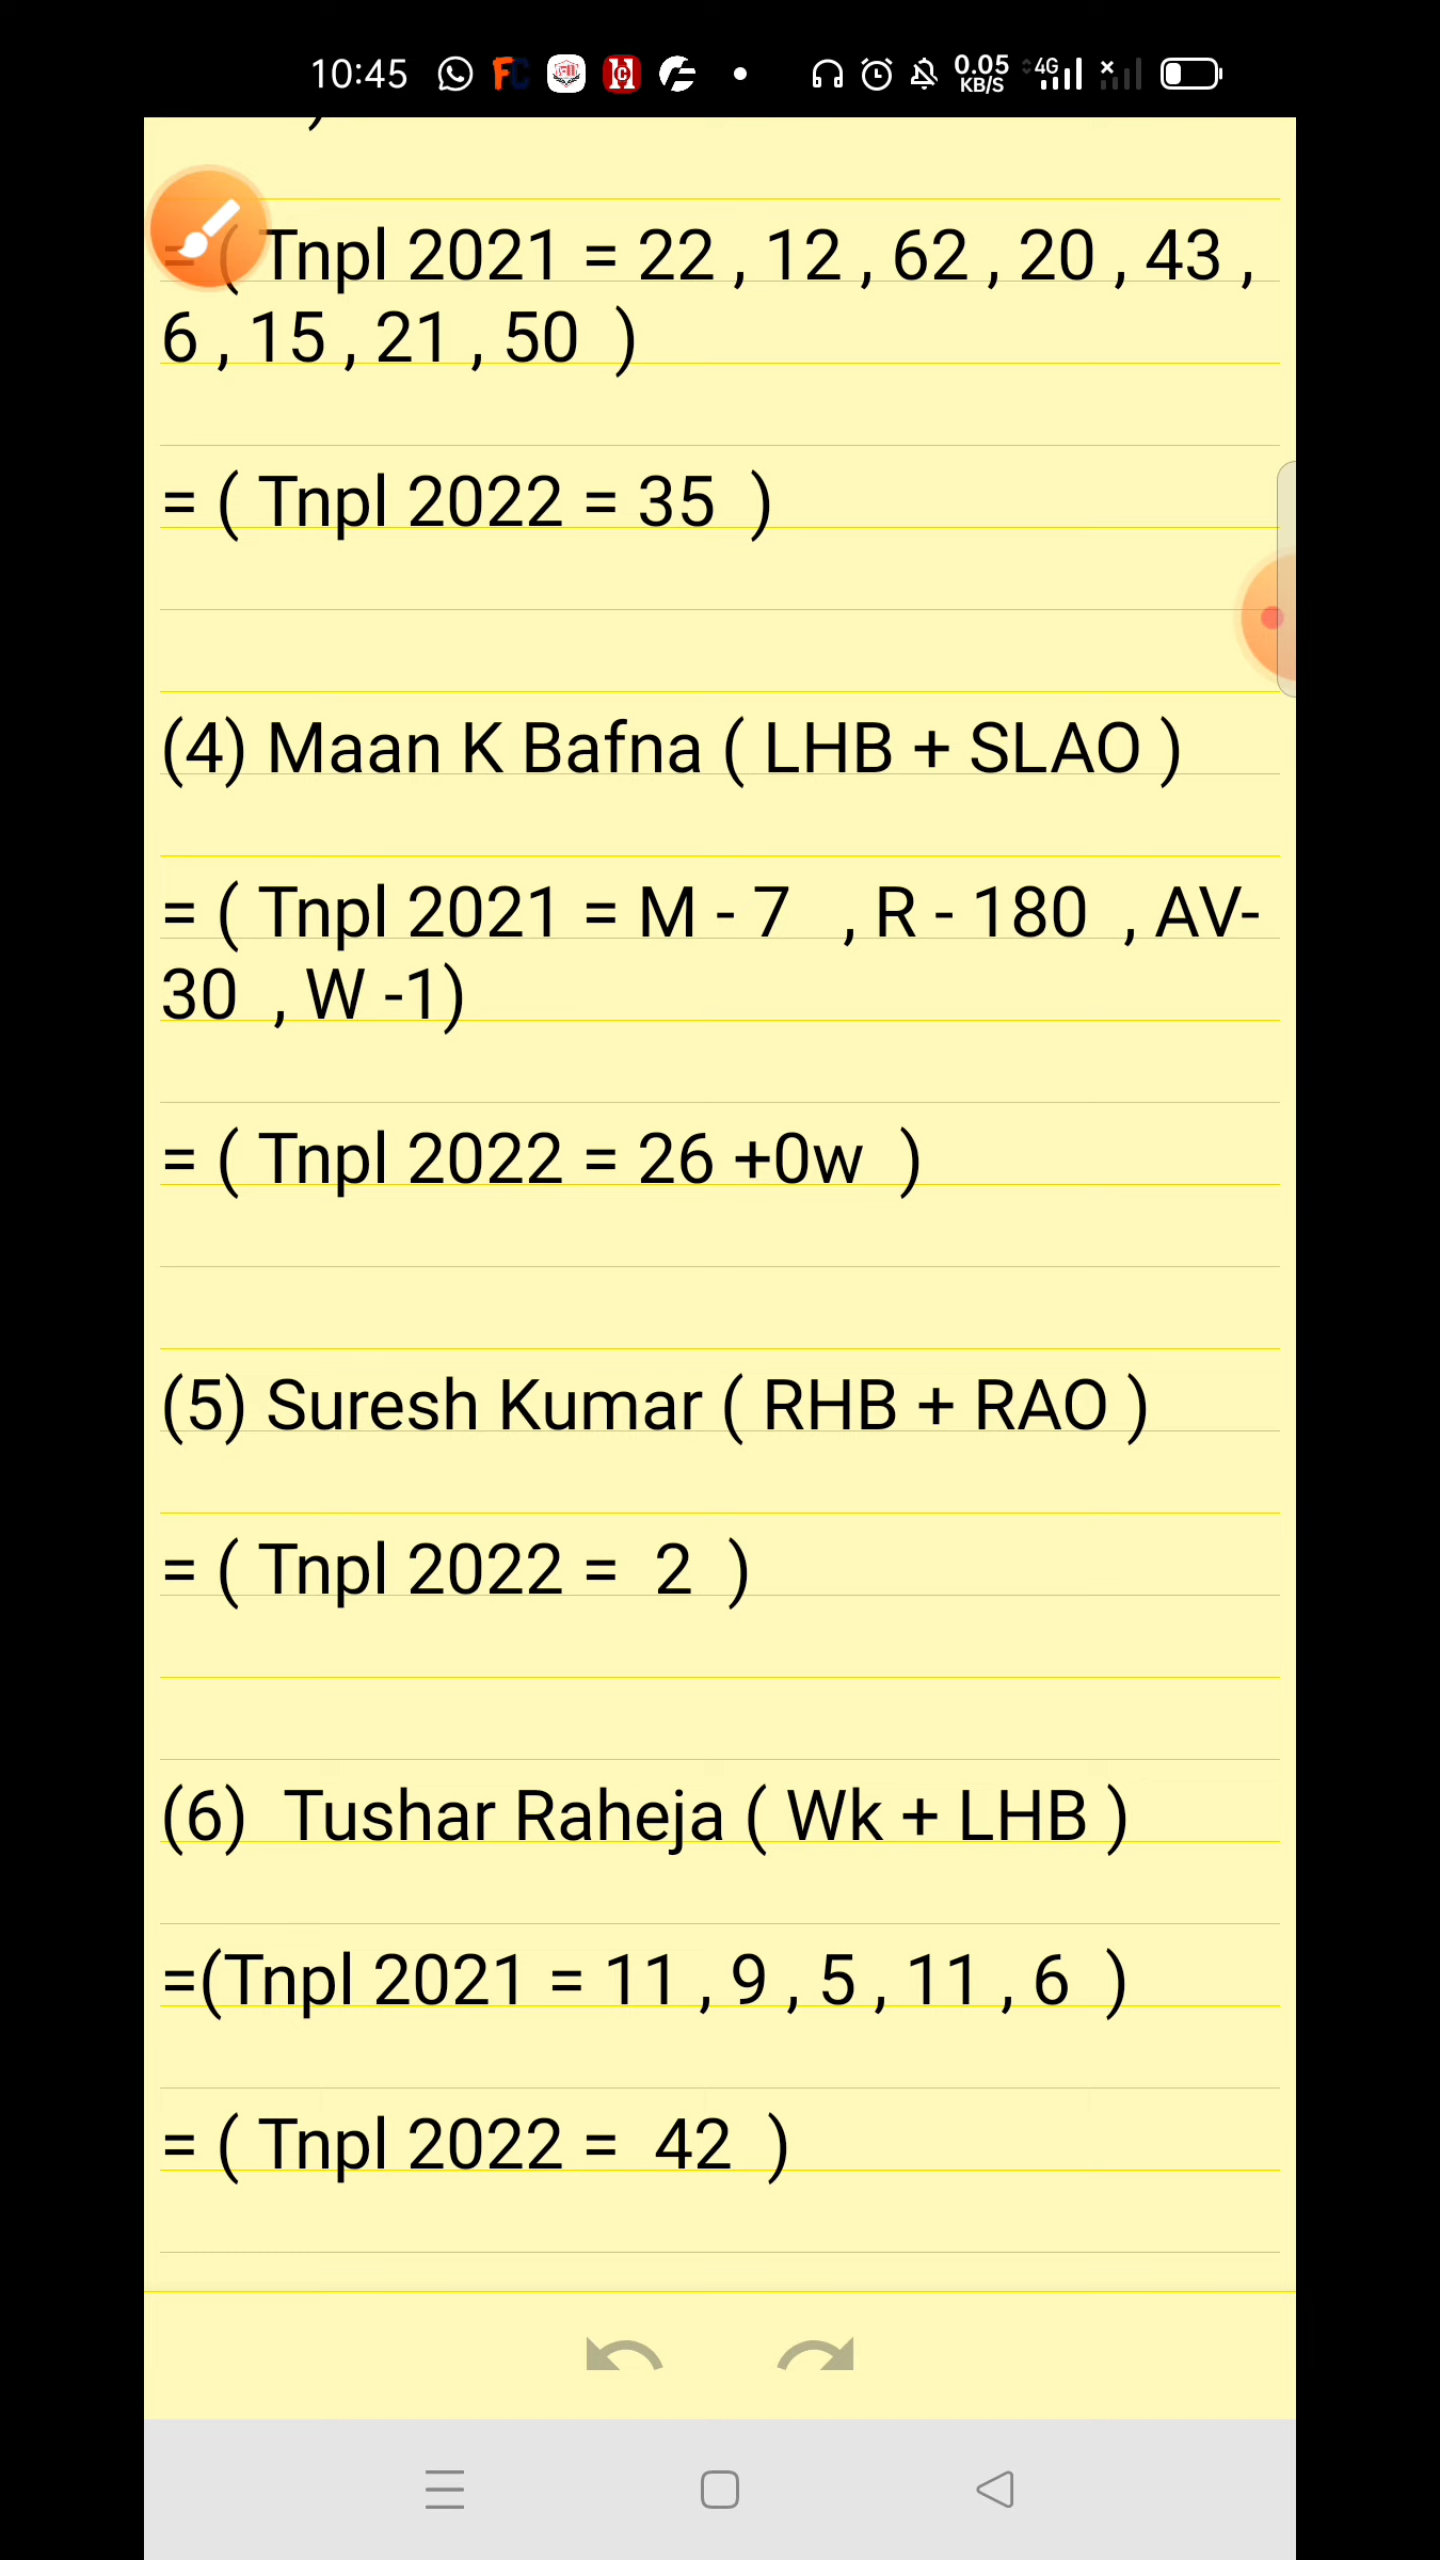 10:45 0.05 KB/S 4G
= ( Tnpl 2021 = 22 , 12 , 62 , 20 , 43 ,
6 , 15 , 21 , 50 )
= ( Tnpl 2022 = 35 )
(4) Maan K Bafna ( LHB + SLAO )
= ( Tnpl 2021 = M - 7 , R - 180 , AV-
30 , W -1)
= ( Tnpl 2022 = 26 +0w )
(5) Suresh Kumar ( RHB + RAO )
= ( Tnpl 2022 = 2 )
(6) Tushar Raheja ( Wk + LHB )
=(Tnpl 2021 = 11 , 9 , 5 , 11 , 6 )
= ( Tnpl 2022 = 42 )